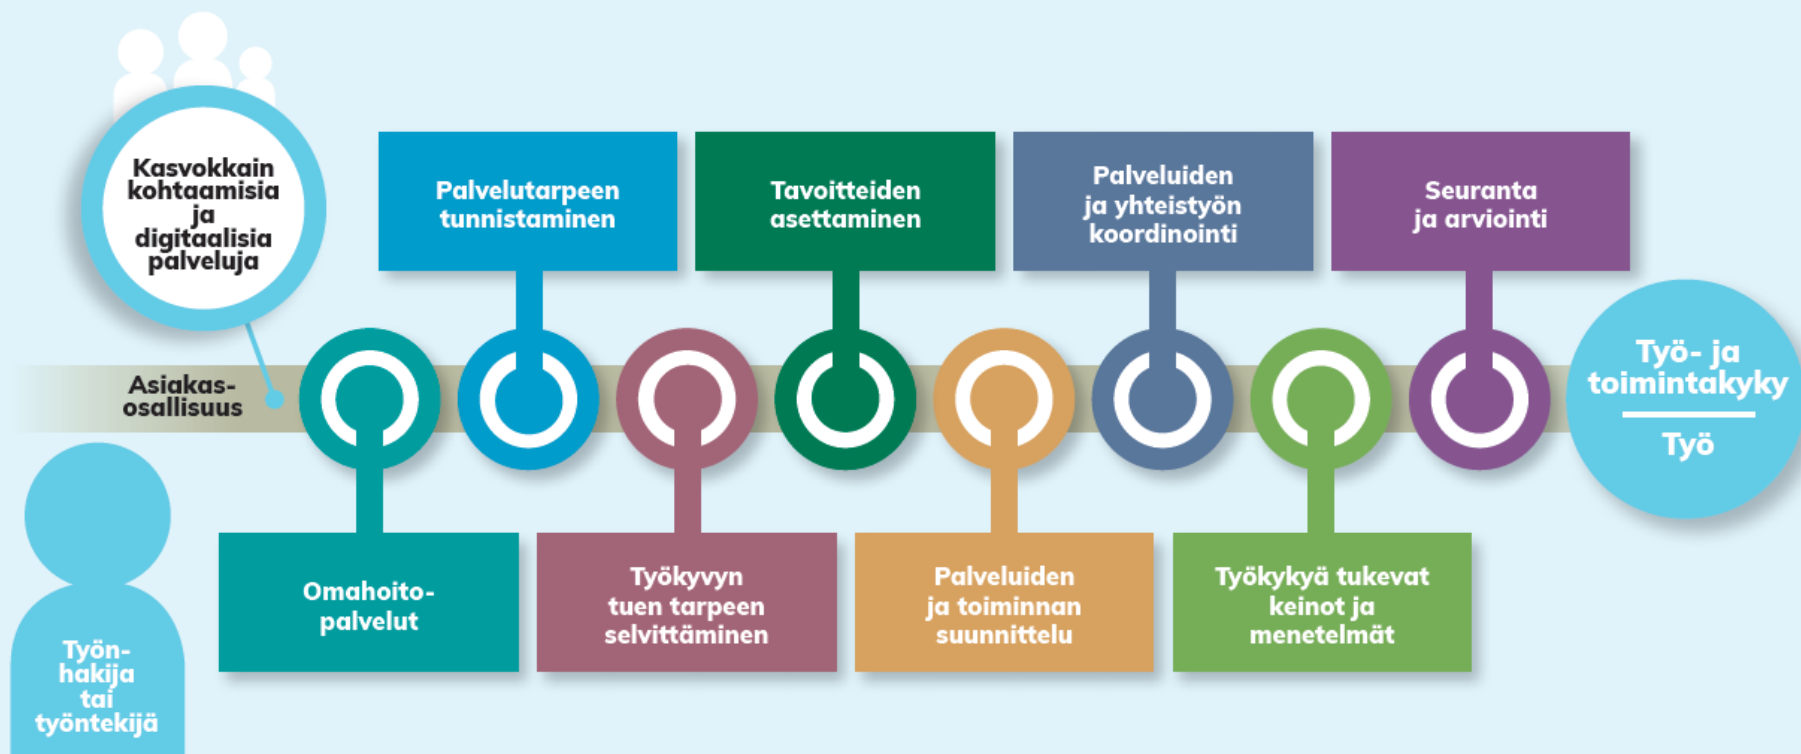 Kasvokkain
kohtaamisia
ja
digitaalisia
palveluja
Palvelutarpeen
tunnistaminen
Tavoitteiden
asettaminen
Palveluiden
ja yhteistyön
koordinointi
Seuranta
ja arviointi
Asiakas-
osallisuus
Työ- ja
toimintakyky
Työ
Omahoito-
palvelut
Työkyvyn
tuen tarpeen
selvittäminen
Palveluiden
ja toiminnan
suunnittelu
Työkykyä tukevat
keinot ja
menetelmät
Työn-
hakija
tai
työntekijä